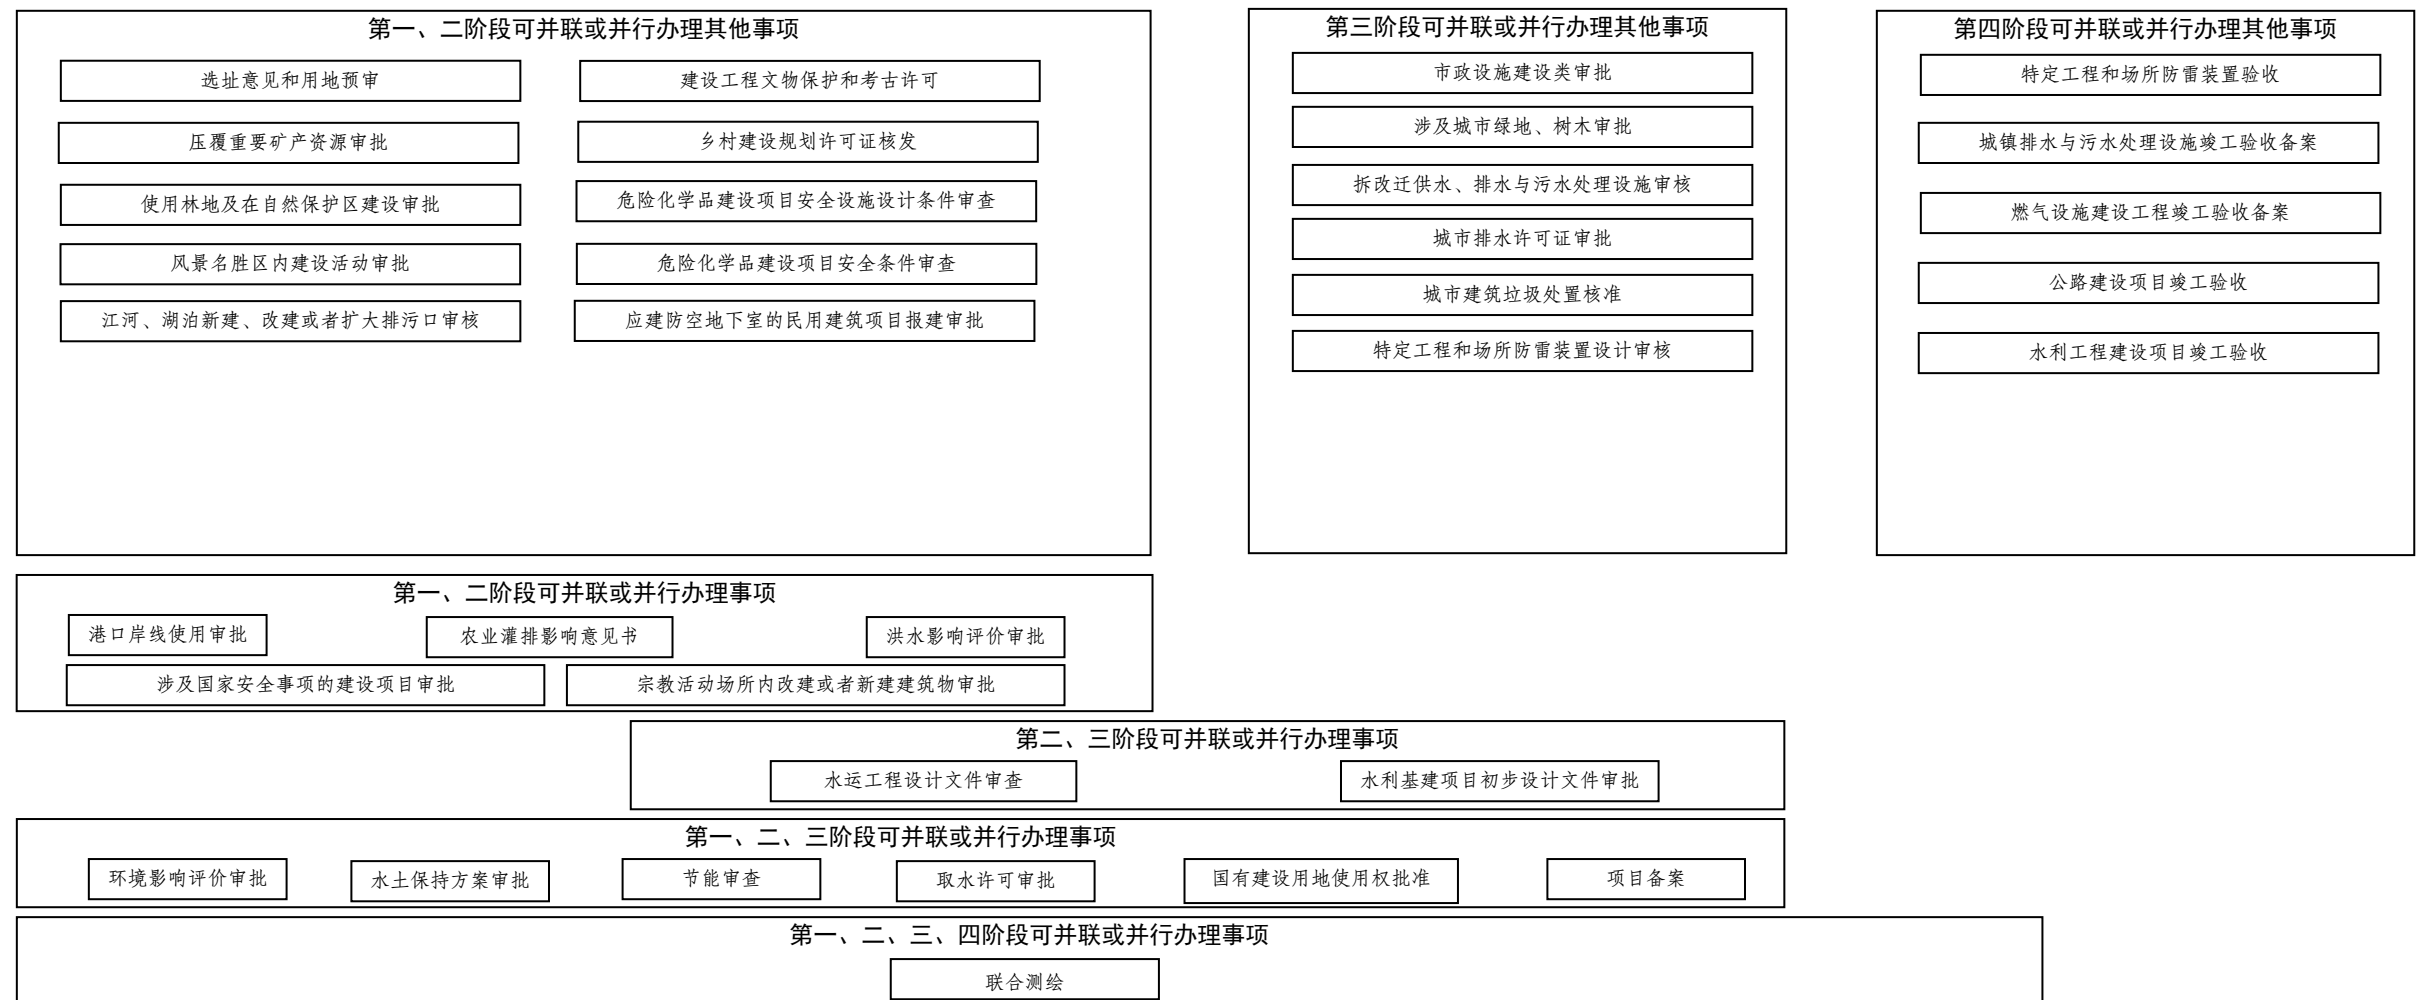 第一、二阶段可并联或并行办理其他事项
选址意见和用地预审
建设工程文物保护和考古许可
压覆重要矿产资源审批
乡村建设规划许可证核发
使用林地及在自然保护区建设审批
危险化学品建设项目安全设施设计条件审查
风景名胜区内建设活动审批
危险化学品建设项目安全条件审查
江河、湖泊新建、改建或者扩大排污口审核
应建防空地下室的民用建筑项目报建审批
第三阶段可并联或并行办理其他事项
市政设施建设类审批
涉及城市绿地、树木审批
拆改迁供水、排水与污水处理设施审核
城市排水许可证审批
城市建筑垃圾处置核准
特定工程和场所防雷装置设计审核
第四阶段可并联或并行办理其他事项
特定工程和场所防雷装置验收
城镇排水与污水处理设施竣工验收备案
燃气设施建设工程竣工验收备案
公路建设项目竣工验收
水利工程建设项目竣工验收
第一、二阶段可并联或并行办理事项
港口岸线使用审批
农业灌排影响意见书
洪水影响评价审批
涉及国家安全事项的建设项目审批
宗教活动场所内改建或者新建建筑物审批
第二、三阶段可并联或并行办理事项
水运工程设计文件审查
水利基建项目初步设计文件审批
第一、二、三阶段可并联或并行办理事项
环境影响评价审批
水土保持方案审批
节能审查
取水许可审批
国有建设用地使用权批准
项目备案
第一、二、三、四阶段可并联或并行办理事项
联合测绘